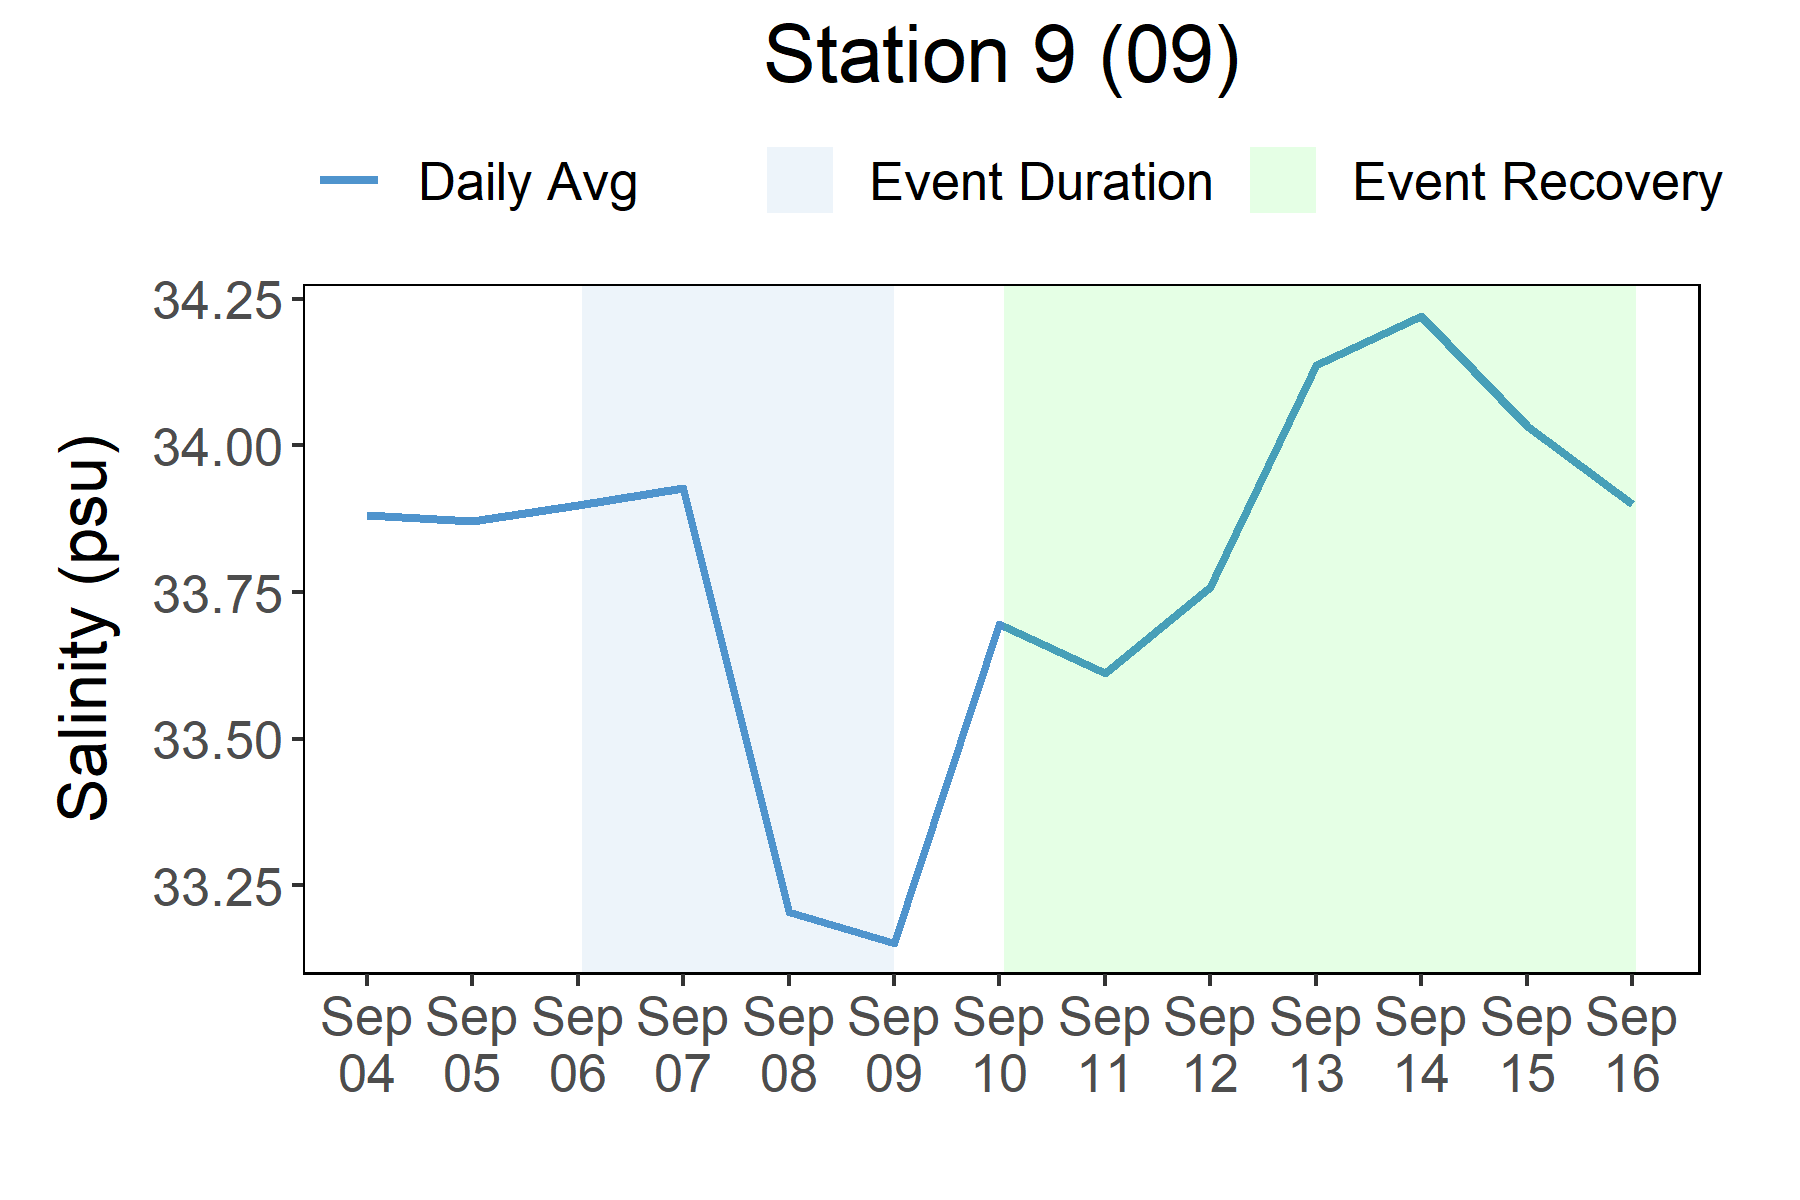 Station 9 (09)
Daily Avg Event Duration Event Recovery
Salinity (psu)
34.25
34.00
33.75
33.50
33.25
Sep Sep Sep Sep Sep Sep Sep Sep Sep Sep Sep Sep Sep
04 05 06 07 08 09 10 11 12 13 14 15 16